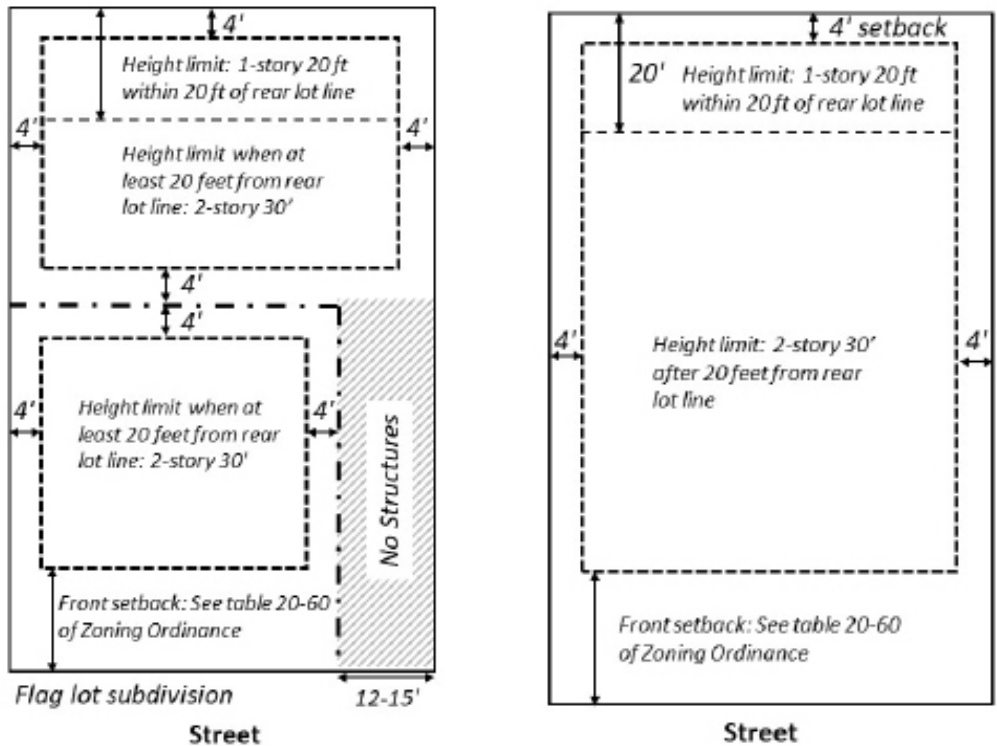 4'
Height limit: 1-story 20 ft
within 20 ft of rear lot line
4'
4'
Height limit when at
least 20 feet from rear
lot line: 2-story 30'
4'
4'
4'
Height limit when at
least 20 feet from rear
lot line: 2-story 30'
4'
No Structures
Front setback: See table 20-60
of Zoning Ordinance
Flag lot subdivision
12-15'
Street
4' setback
20'
Height limit: 1-story 20 ft
within 20 ft of rear lot line
4'
Height limit: 2-story 30'
after 20 feet from rear
lot line
4'
Front setback: See table 20-60
of Zoning Ordinance
Street